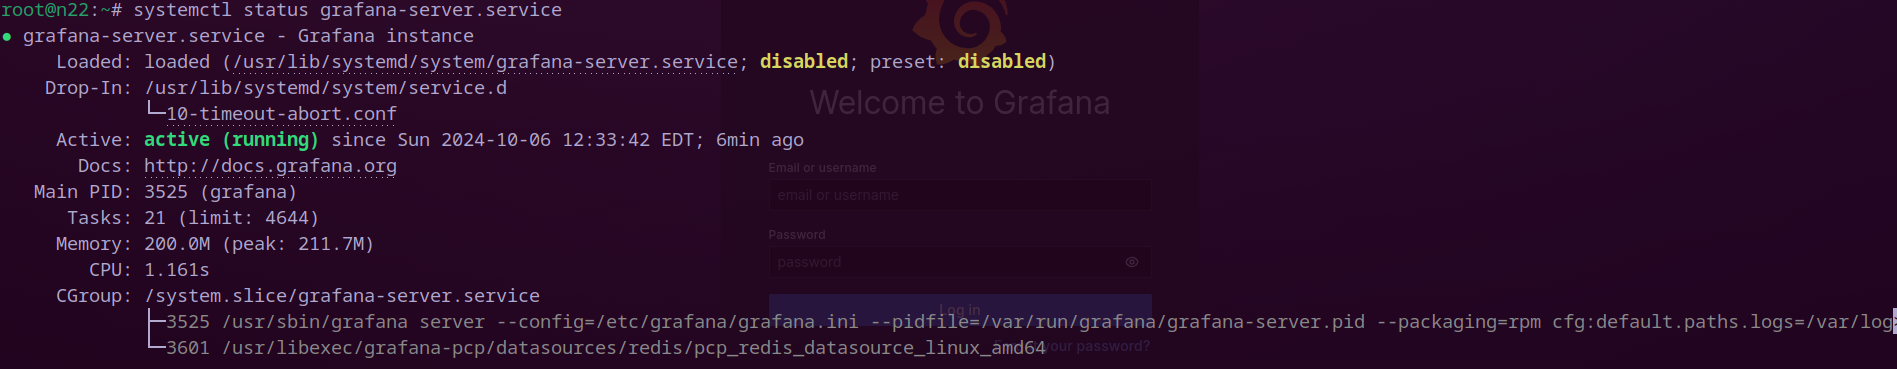 root@n22:~# systemctl status grafana-server.service
● grafana-server.service - Grafana instance
Loaded: loaded (/usr/lib/systemd/system/grafana-server.service; disabled; preset: disabled)
Drop-In: /usr/lib/systemd/system/service.d
└─10-timeout-abort.conf
Welcome to Grafana
Active: active (running) since Sun 2024-10-06 12:33:42 EDT; 6min ago
Docs: http://docs.grafana.org
Email or username
Main PID: 3525 (grafana)
email or username
Tasks: 21 (limit: 4644)
Password
Memory: 200.0M (peak: 211.7M)
password
CPU: 1.161s
CGroup: /system.slice/grafana-server.service
Log in
├─3525 /usr/sbin/grafana server --config=/etc/grafana/grafana.ini --pidfile=/var/run/grafana/grafana-server.pid --packaging=rpm cfg:default.paths.logs=/var/log>
└─3601 /usr/libexec/grafana-pcp/datasources/redis/pcp_redis_datasource_linux_amd64
your password?